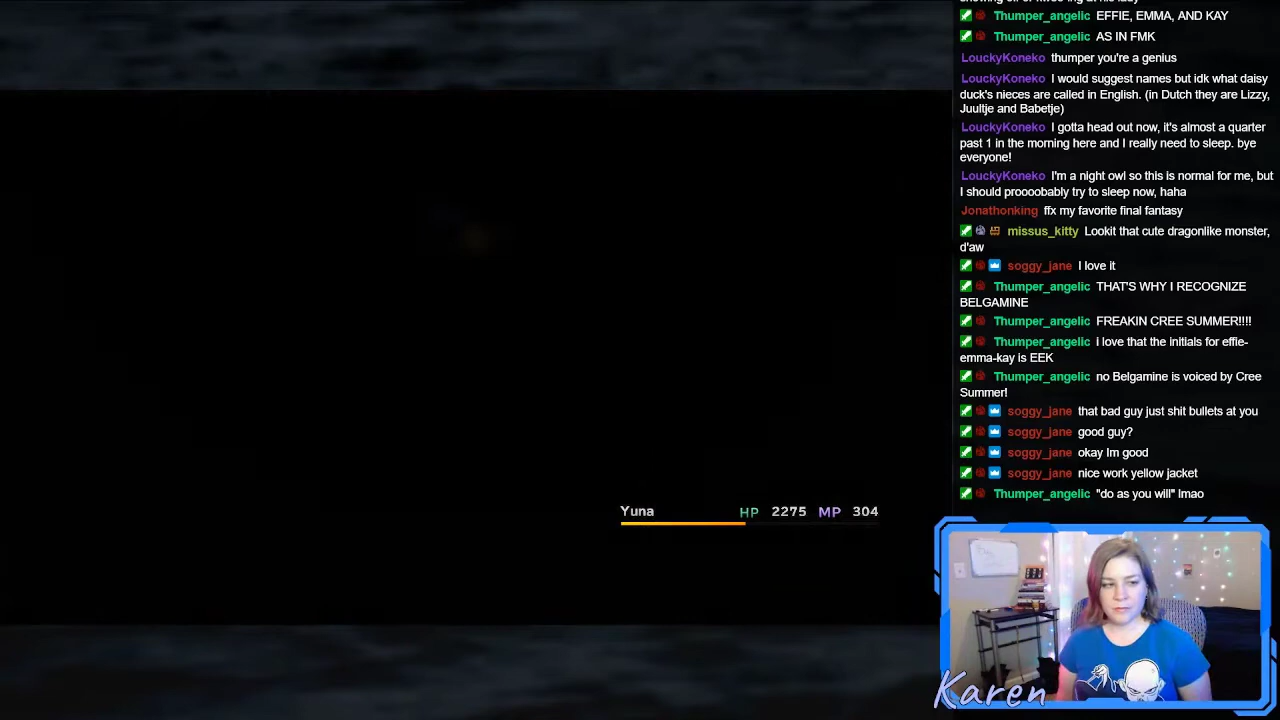 Thumper_angelic EFFIE, EMMA, AND KAY
Thumper_angelic AS IN FMK
LouckyKoneko thumper you're a genius
LouckyKoneko I would suggest names but idk what daisy
duck's nieces are called in English. (in Dutch they are Lizzy,
Juultje and Babetje)
LouckyKoneko I gotta head out now, it's almost a quarter
past 1 in the morning here and I really need to sleep. bye
everyone!
LouckyKoneko I'm a night owl so this is normal for me, but
I should proooobably try to sleep now, haha
Jonathonking ffx my favorite final fantasy
missus_kitty Lookit that cute dragonlike monster,
d'aw
soggy_jane I love it
Thumper_angelic THAT'S WHY I RECOGNIZE
BELGAMINE
Thumper_angelic FREAKIN CREE SUMMER!!!!
Thumper_angelic i love that the initials for effie-
emma-kay is EEK
Thumper_angelic no Belgamine is voiced by Cree
Summer!
soggy_jane that bad guy just shit bullets at you
soggy_jane good guy?
soggy_jane okay Im good
soggy_jane nice work yellow jacket
Thumper_angelic "do as you will" lmao
Yuna HP 2275 MP 304
Karen